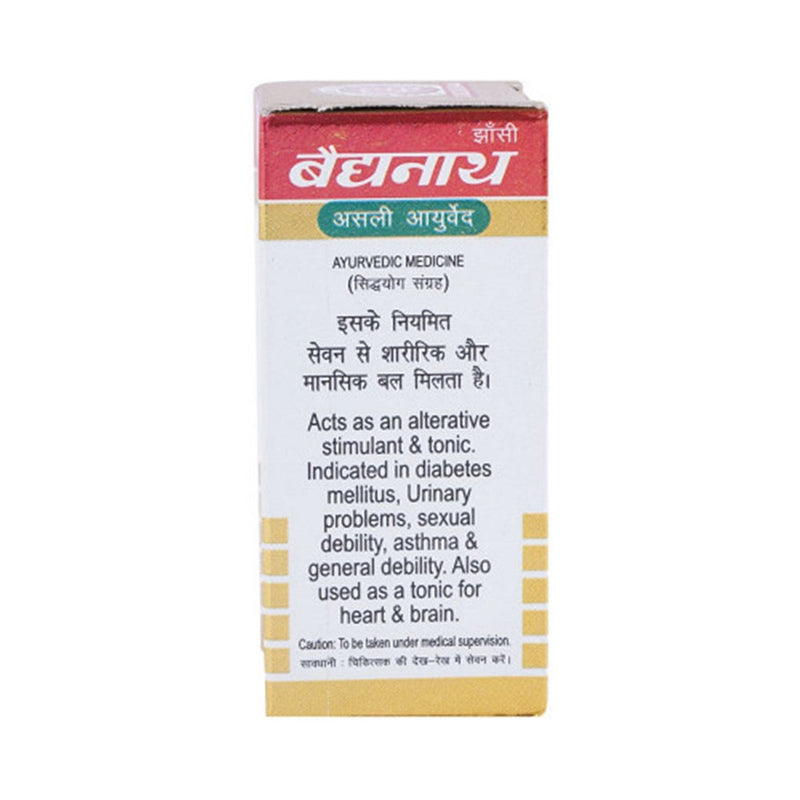 झाँसी
बैद्यनाथ
असली आयुर्वेद
AYURVEDIC MEDICINE
(सिद्धयोग संग्रह)
इसके नियमित
सेवन से शारीरिक और
मानसिक बल मिलता है।
Acts as an alterative
stimulant & tonic.
Indicated in diabetes
mellitus, Urinary
problems, sexual
debility, asthma &
general debility. Also
used as a tonic for
heart & brain.
Caution: To be taken under medical supervision.
सावधानी : चिकित्सक की देख-रेख में सेवन करें।